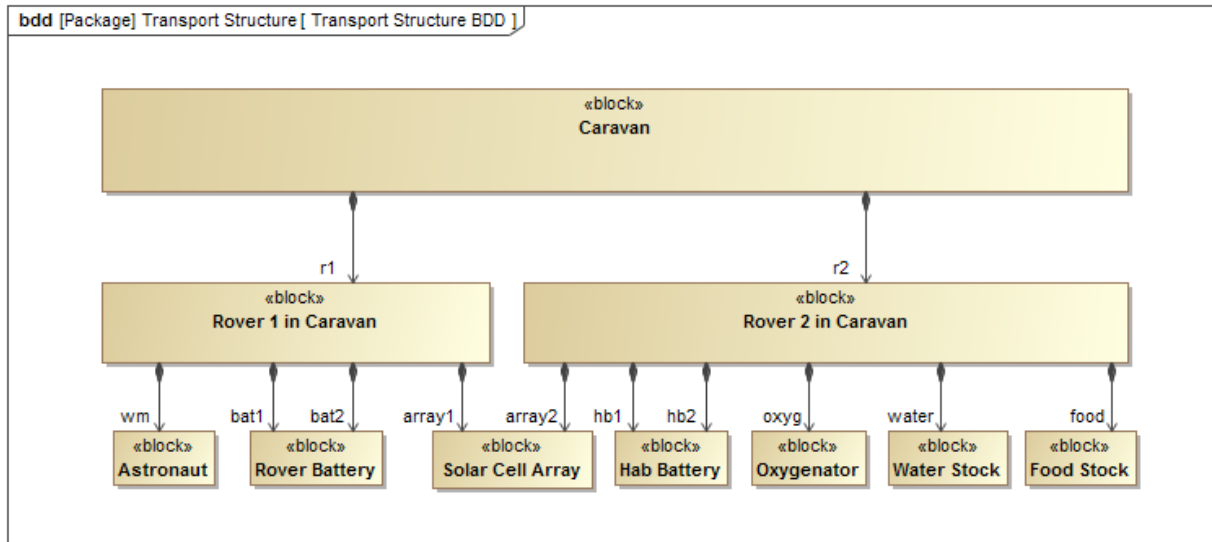 bdd [Package] Transport Structure [ Transport Structure BDD ]
«block»
Caravan
r1
r2
«block»
Rover 1 in Caravan
«block»
Rover 2 in Caravan
wm
bat1
bat2
array1
array2
hb1
hb2
oxyg
water
food
«block»
Astronaut
«block»
Rover Battery
«block»
Solar Cell Array
«block»
Hab Battery
«block»
Oxygenator
«block»
Water Stock
«block»
Food Stock